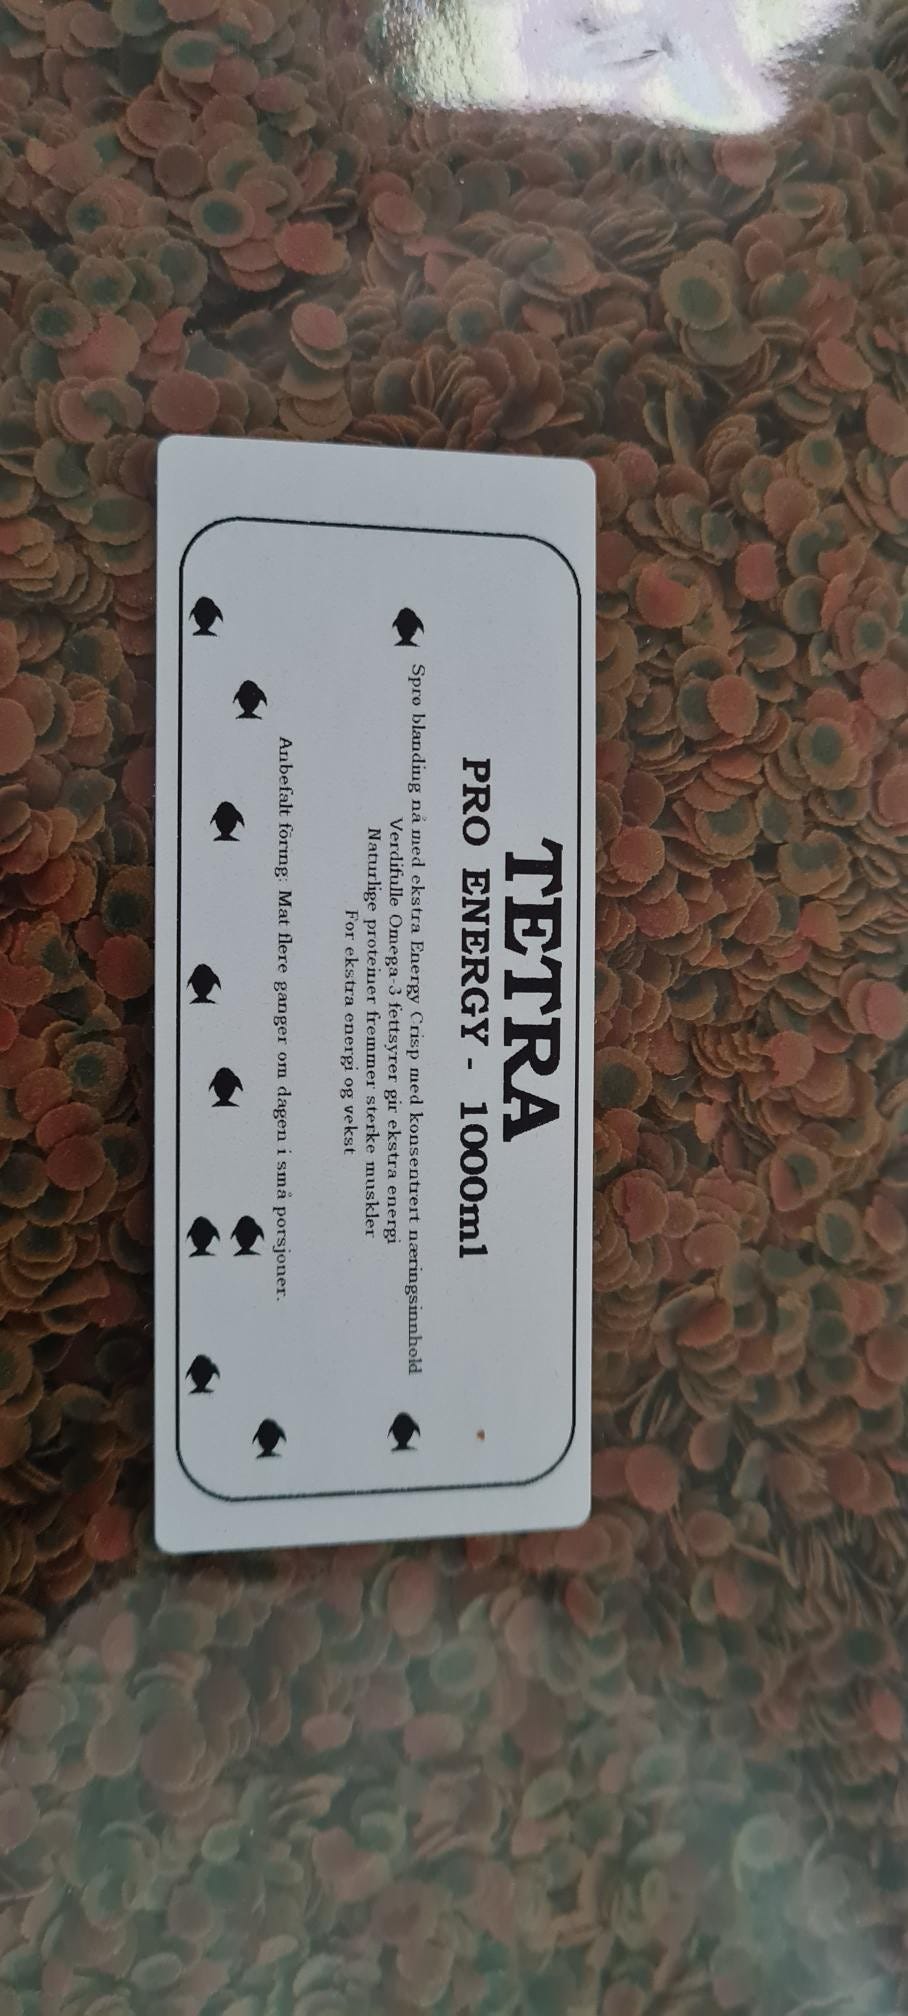 TETRA
PRO ENERGY - 1000ml
Sprø blanding nå med ekstra Energy Crisp med konsentrert næringsinnhold
Verdifulle Omega-3 fettsyrer gir ekstra energi
Naturlige proteiner fremmer sterke muskler
For ekstra energi og vekst
Anbefalt fôring: Mat flere ganger om dagen i små porsjoner.